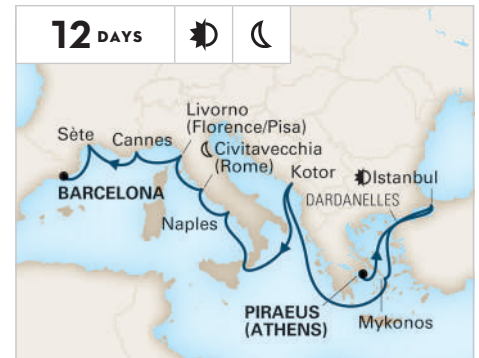 12 DAYS
Livorno
(Florence/Pisa)
Sète
Cannes
Civitavecchia
(Rome)
Kotor
Istanbul
DARDANELLES
BARCELONA
Naples
PIRAEUS
(ATHENS)
Mykonos